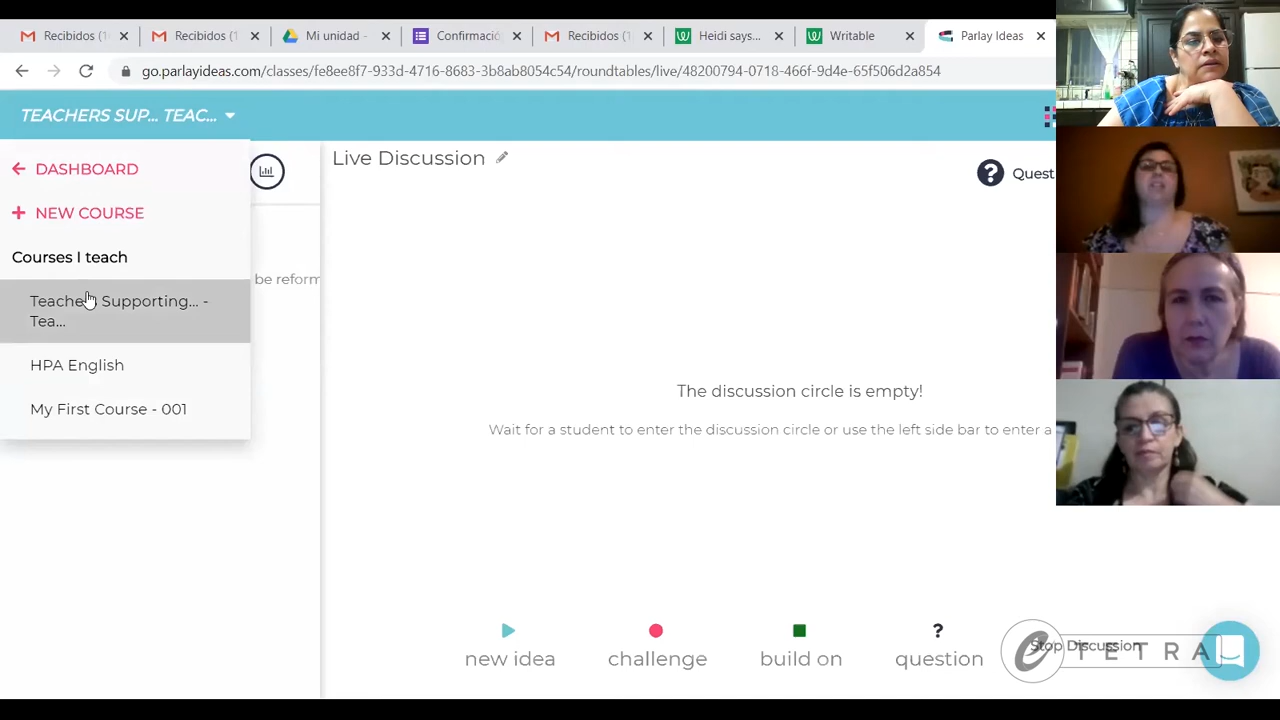 Recibidos (1
Recibidos (1
Mi unidad -
Confirmació
Recibidos (1
Heidi says...
Writable
Parlay Ideas
go.parlayideas.com/classes/fe8ee8f7-933d-4716-8683-3b8ab8054c54/roundtables/live/48200794-0718-466f-9d4e-65f506d2a854
TEACHERS SUP... TEAC...
DASHBOARD
NEW COURSE
Courses I teach
Teachers Supporting... -
Tea...
HPA English
My First Course - 001
Live Discussion
? Quest
be reform
The discussion circle is empty!
Wait for a student to enter the discussion circle or use the left side bar to enter a
new idea
challenge
build on
?
question
Stop Discussion
e TETRA